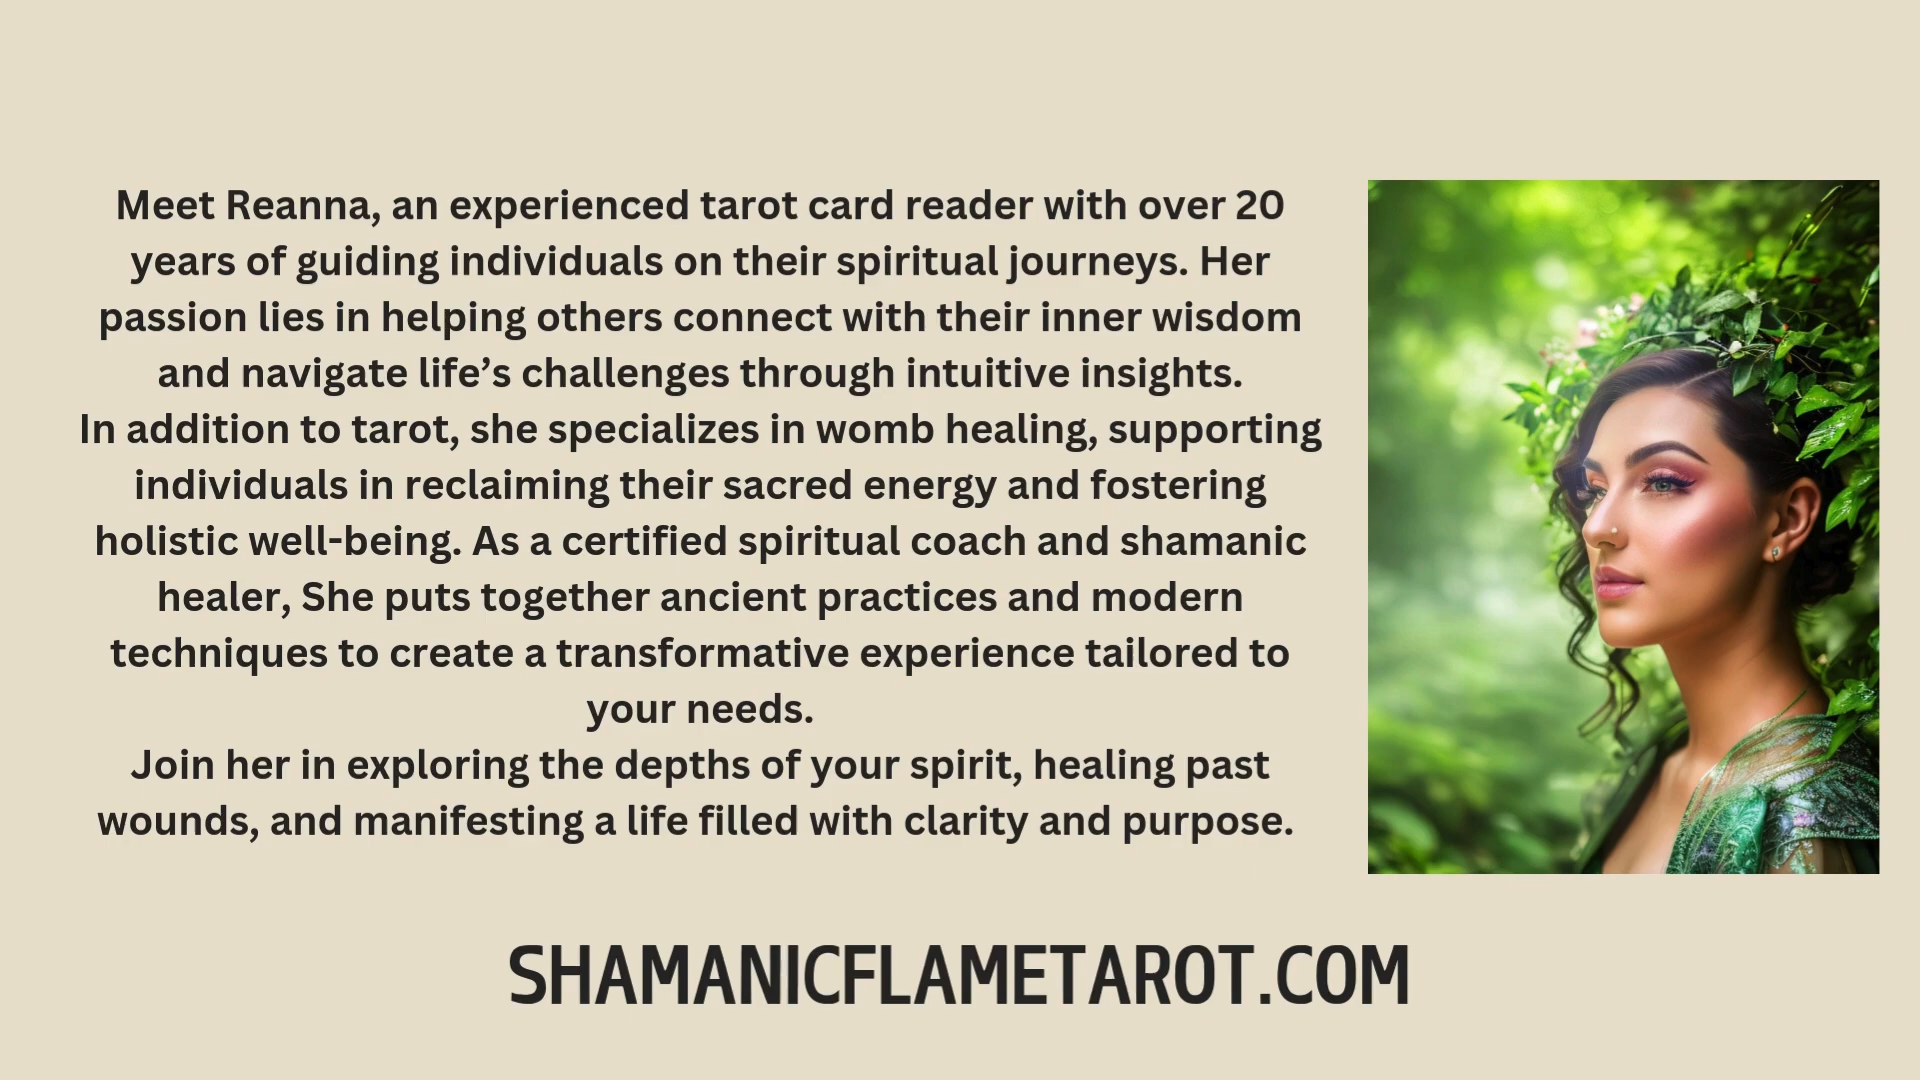 Meet Reanna, an experienced tarot card reader with over 20
years of guiding individuals on their spiritual journeys. Her
passion lies in helping others connect with their inner wisdom
and navigate life’s challenges through intuitive insights.
In addition to tarot, she specializes in womb healing, supporting
individuals in reclaiming their sacred energy and fostering
holistic well-being. As a certified spiritual coach and shamanic
healer, She puts together ancient practices and modern
techniques to create a transformative experience tailored to
your needs.
Join her in exploring the depths of your spirit, healing past
wounds, and manifesting a life filled with clarity and purpose.
SHAMANICFLAMETAROT.COM